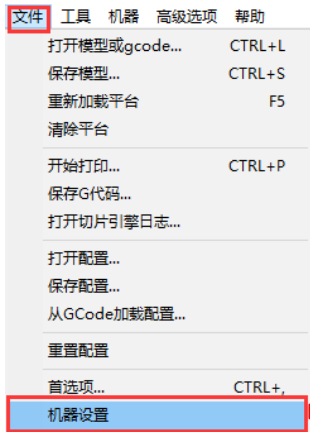 文件 工具 机器 高级选项 帮助
打开模型或gcode... CTRL+L
保存模型... CTRL+S
重新加载平台 F5
清除平台
开始打印... CTRL+P
保存G代码...
打开切片引擎日志...
打开配置...
保存配置...
从GCode加载配置...
重置配置
首选项... CTRL+,
机器设置